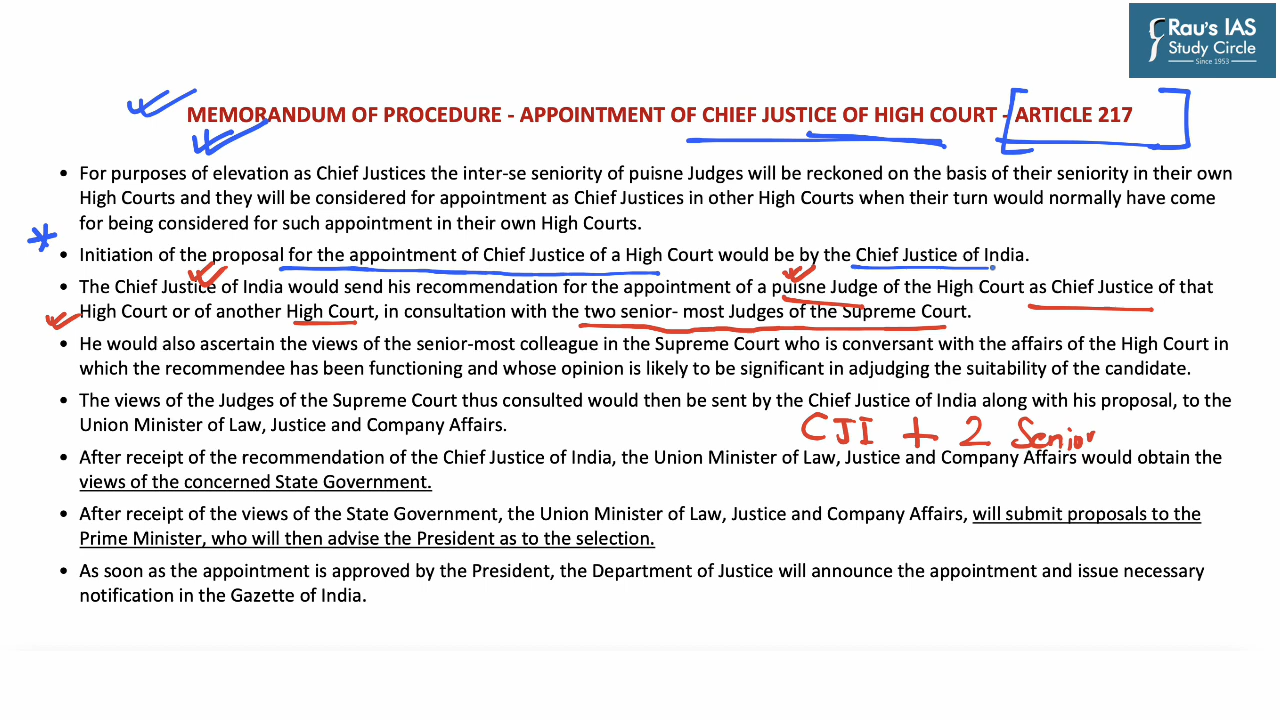 Rau's IAS
Study Circle
Since 1953
MEMORANDUM OF PROCEDURE - APPOINTMENT OF CHIEF JUSTICE OF HIGH COURT - ARTICLE 217
• For purposes of elevation as Chief Justices the inter-se seniority of puisne Judges will be reckoned on the basis of their seniority in their own
High Courts and they will be considered for appointment as Chief Justices in other High Courts when their turn would normally have come
for being considered for such appointment in their own High Courts.
• Initiation of the proposal for the appointment of Chief Justice of a High Court would be by the Chief Justice of India.
• The Chief Justice of India would send his recommendation for the appointment of a puisne Judge of the High Court as Chief Justice of that
High Court or of another High Court, in consultation with the two senior- most Judges of the Supreme Court.
• He would also ascertain the views of the senior-most colleague in the Supreme Court who is conversant with the affairs of the High Court in
which the recommendee has been functioning and whose opinion is likely to be significant in adjudging the suitability of the candidate.
• The views of the Judges of the Supreme Court thus consulted would then be sent by the Chief Justice of India along with his proposal, to the
Union Minister of Law, Justice and Company Affairs.
CJI + 2 Senior
• After receipt of the recommendation of the Chief Justice of India, the Union Minister of Law, Justice and Company Affairs would obtain the
views of the concerned State Government.
• After receipt of the views of the State Government, the Union Minister of Law, Justice and Company Affairs, will submit proposals to the
Prime Minister, who will then advise the President as to the selection.
• As soon as the appointment is approved by the President, the Department of Justice will announce the appointment and issue necessary
notification in the Gazette of India.